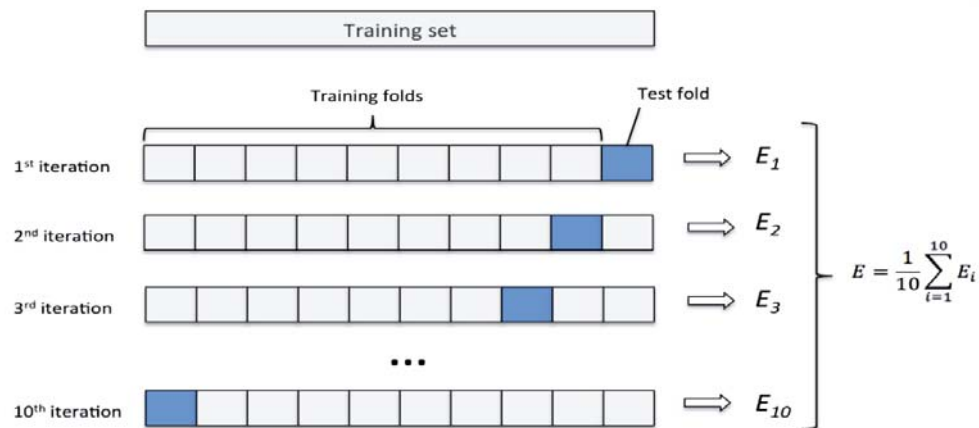 Training set
Training folds
Test fold
1st iteration
E1
2nd iteration
E2
E = 1/10 ∑ i=1 10 Ei
3rd iteration
E3
...
10th iteration
E10